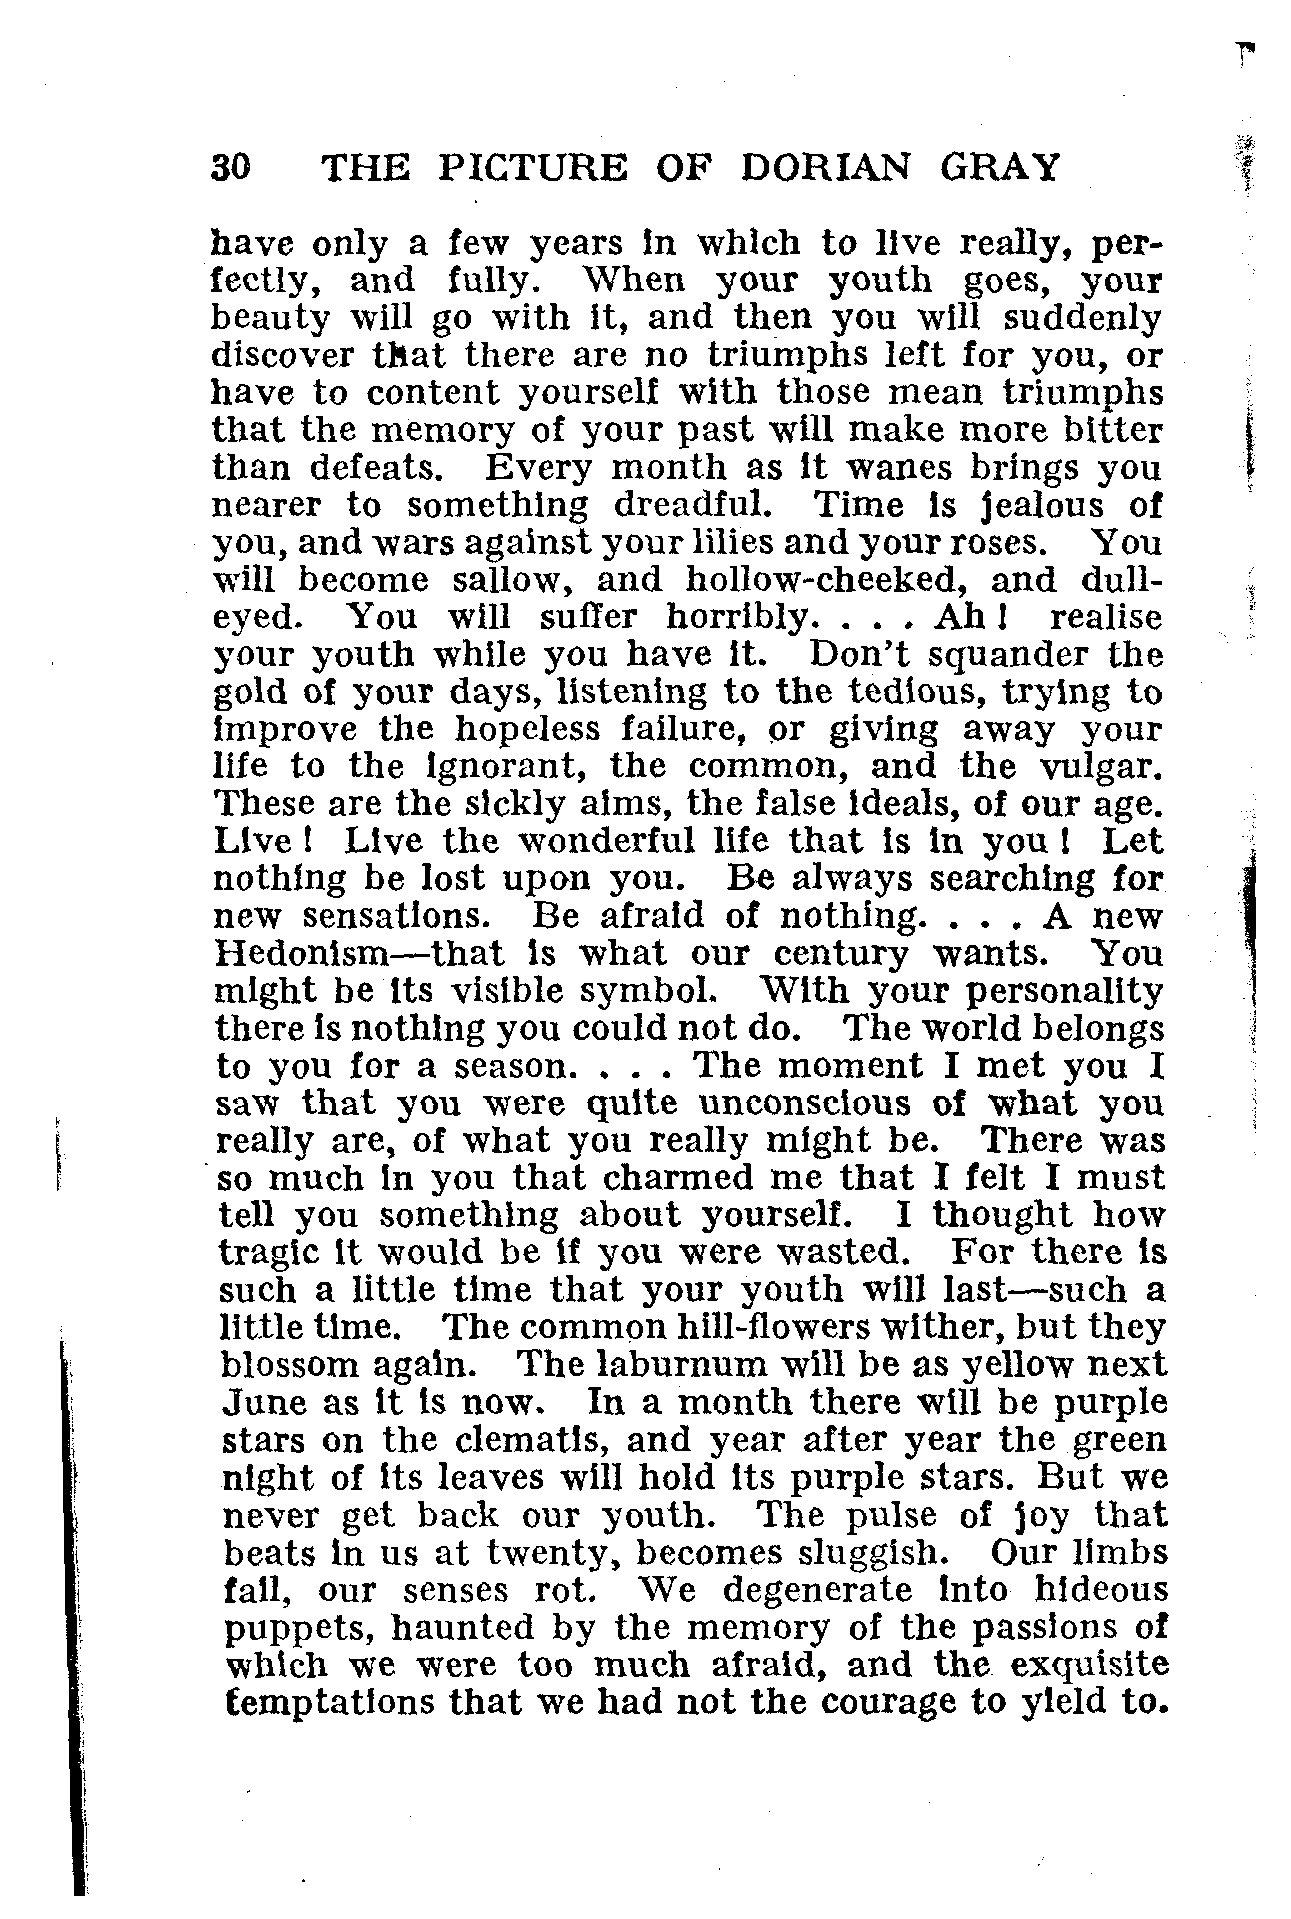 30 THE PICTURE OF DORIAN GRAY
have only a few years in which to live really, per-
fectly, and fully. When your youth goes, your
beauty will go with it, and then you will suddenly
discover that there are no triumphs left for you, or
have to content yourself with those mean triumphs
that the memory of your past will make more bitter
than defeats. Every month as it wanes brings you
nearer to something dreadful. Time is jealous of
you, and wars against your lilies and your roses. You
will become sallow, and hollow-cheeked, and dull-
eyed. You will suffer horribly. . . . Ah ! realise
your youth while you have it. Don't squander the
gold of your days, listening to the tedious, trying to
improve the hopeless failure, or giving away your
life to the ignorant, the common, and the vulgar.
These are the sickly aims, the false ideals, of our age.
Live ! Live the wonderful life that is in you ! Let
nothing be lost upon you. Be always searching for
new sensations. Be afraid of nothing. . . . A new
Hedonism—that is what our century wants. You
might be its visible symbol. With your personality
there is nothing you could not do. The world belongs
to you for a season. . . . The moment I met you I
saw that you were quite unconscious of what you
really are, of what you really might be. There was
so much in you that charmed me that I felt I must
tell you something about yourself. I thought how
tragic it would be if you were wasted. For there is
such a little time that your youth will last—such a
little time. The common hill-flowers wither, but they
blossom again. The laburnum will be as yellow next
June as it is now. In a month there will be purple
stars on the clematis, and year after year the green
night of its leaves will hold its purple stars. But we
never get back our youth. The pulse of joy that
beats in us at twenty, becomes sluggish. Our limbs
fail, our senses rot. We degenerate into hideous
puppets, haunted by the memory of the passions of
which we were too much afraid, and the exquisite
temptations that we had not the courage to yield to.